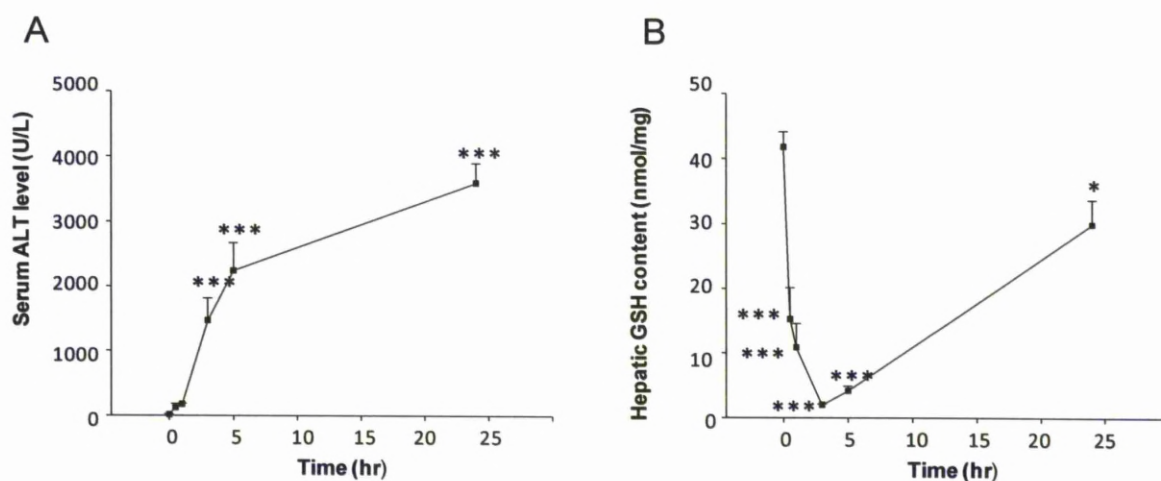 A
Serum ALT level (U/L)
5000
4000
3000
2000
1000
0
***
***
***
0 5 10 15 20 25
Time (hr)
B
Hepatic GSH content (nmol/mg)
50
40
30
20
10
0
*
***
***
***
***
0 5 10 15 20 25
Time (hr)